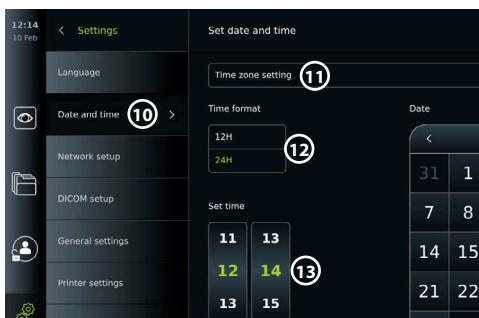 12:14
10 Feb
Settings
Language
Date and time 10
Network setup
DICOM setup
General settings
Printer settings
Set date and time
Time zone setting 11
Time format
12H
24H
12
Set time
11 13
12 14
13 15
13
Date
31 1
7 8
14 15
21 22